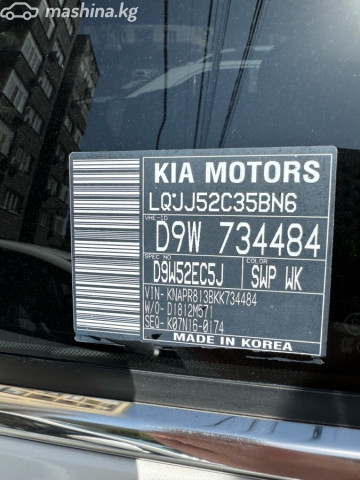 mashina.kg
KIA MOTORS
LQJJ52C35BN6
VHE-ID
D9W 734484
SPEC NO
COLOR
D9W52EC5J
SWP WK
VIN- KNAPR813BKK734484
W/O- D1812M571
SEQ- K07N16-0174
MADE IN KOREA